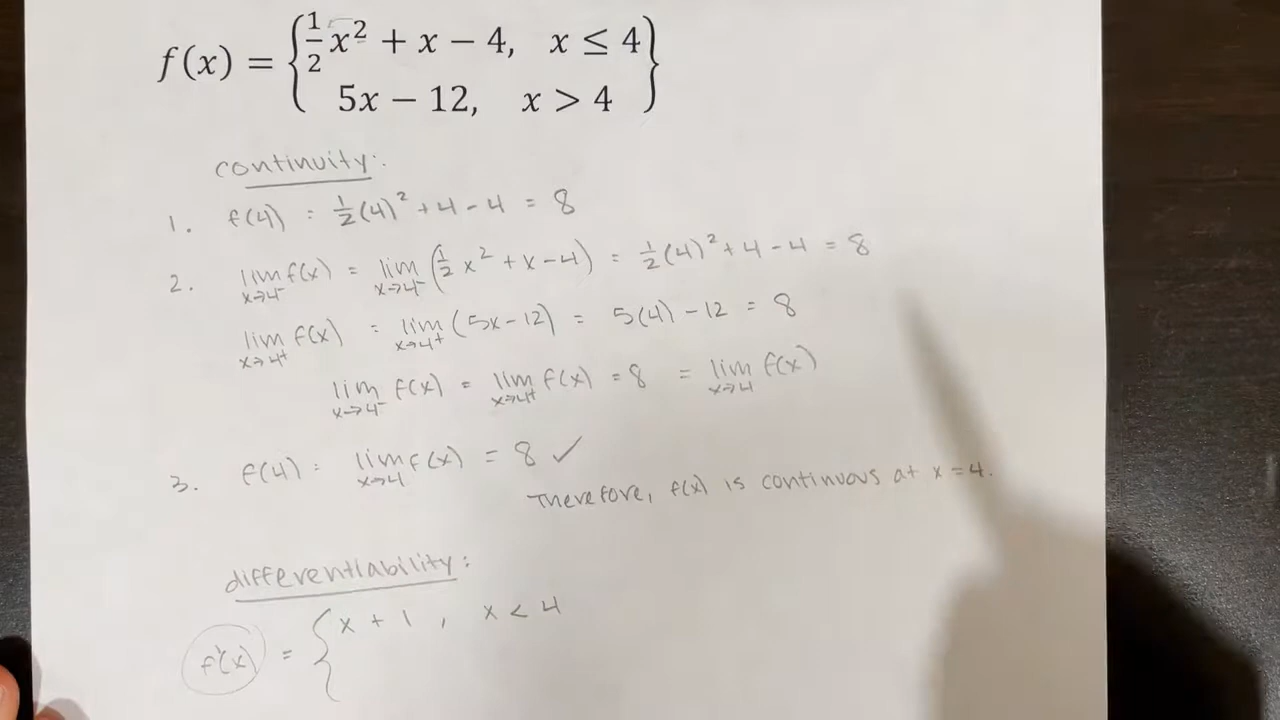 f(x) = { 1/2 x² + x − 4, x ≤ 4 }
5x − 12, x > 4
continuity:
1. f(4) = 1/2 (4)² + 4 - 4 = 8
2. lim x→4⁻ f(x) = lim x→4⁻ (1/2 x² + x - 4) = 1/2 (4)² + 4 - 4 = 8
lim x→4⁺ f(x) = lim x→4⁺ (5x - 12) = 5(4) - 12 = 8
lim x→4⁻ f(x) = lim x→4⁺ f(x) = 8 = lim x→4 f(x)
3. f(4) = lim x→4 f(x) = 8 ✓
Therefore, f(x) is continuous at x = 4.
differentiability:
f'(x) = { x + 1, x < 4